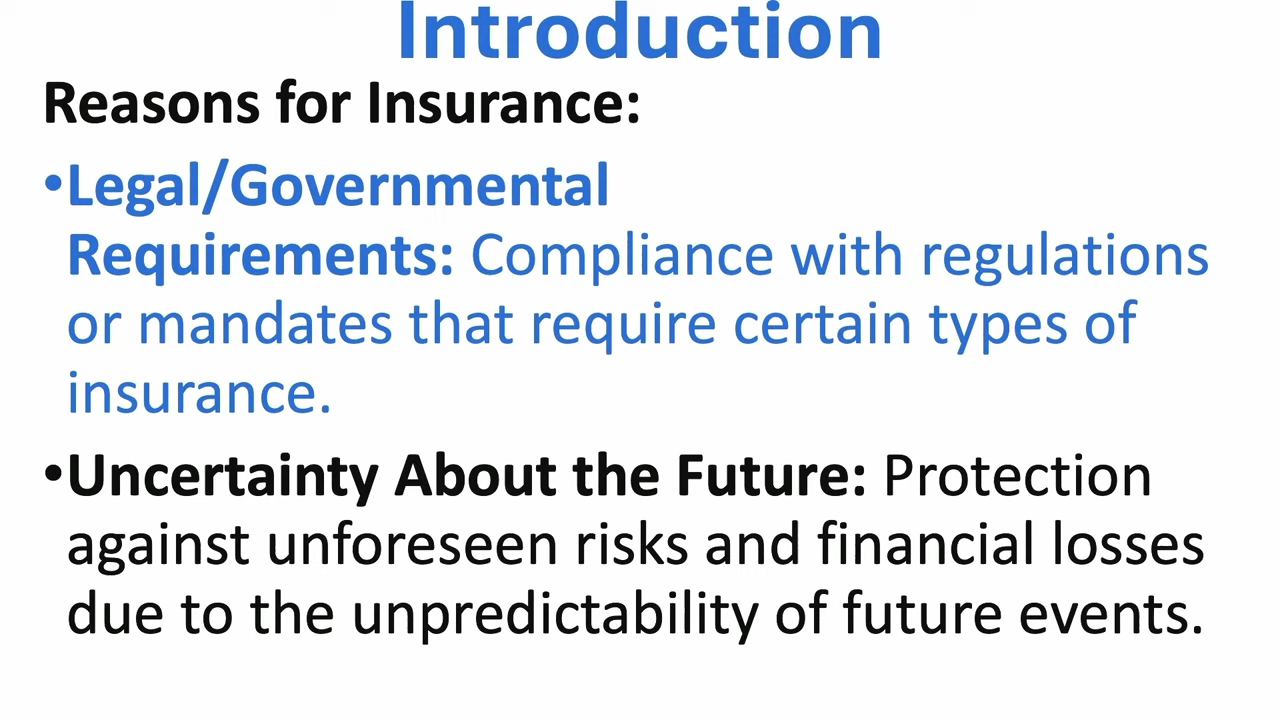 Introduction
Reasons for Insurance:
•Legal/Governmental
Requirements: Compliance with regulations
or mandates that require certain types of
insurance.
•Uncertainty About the Future: Protection
against unforeseen risks and financial losses
due to the unpredictability of future events.